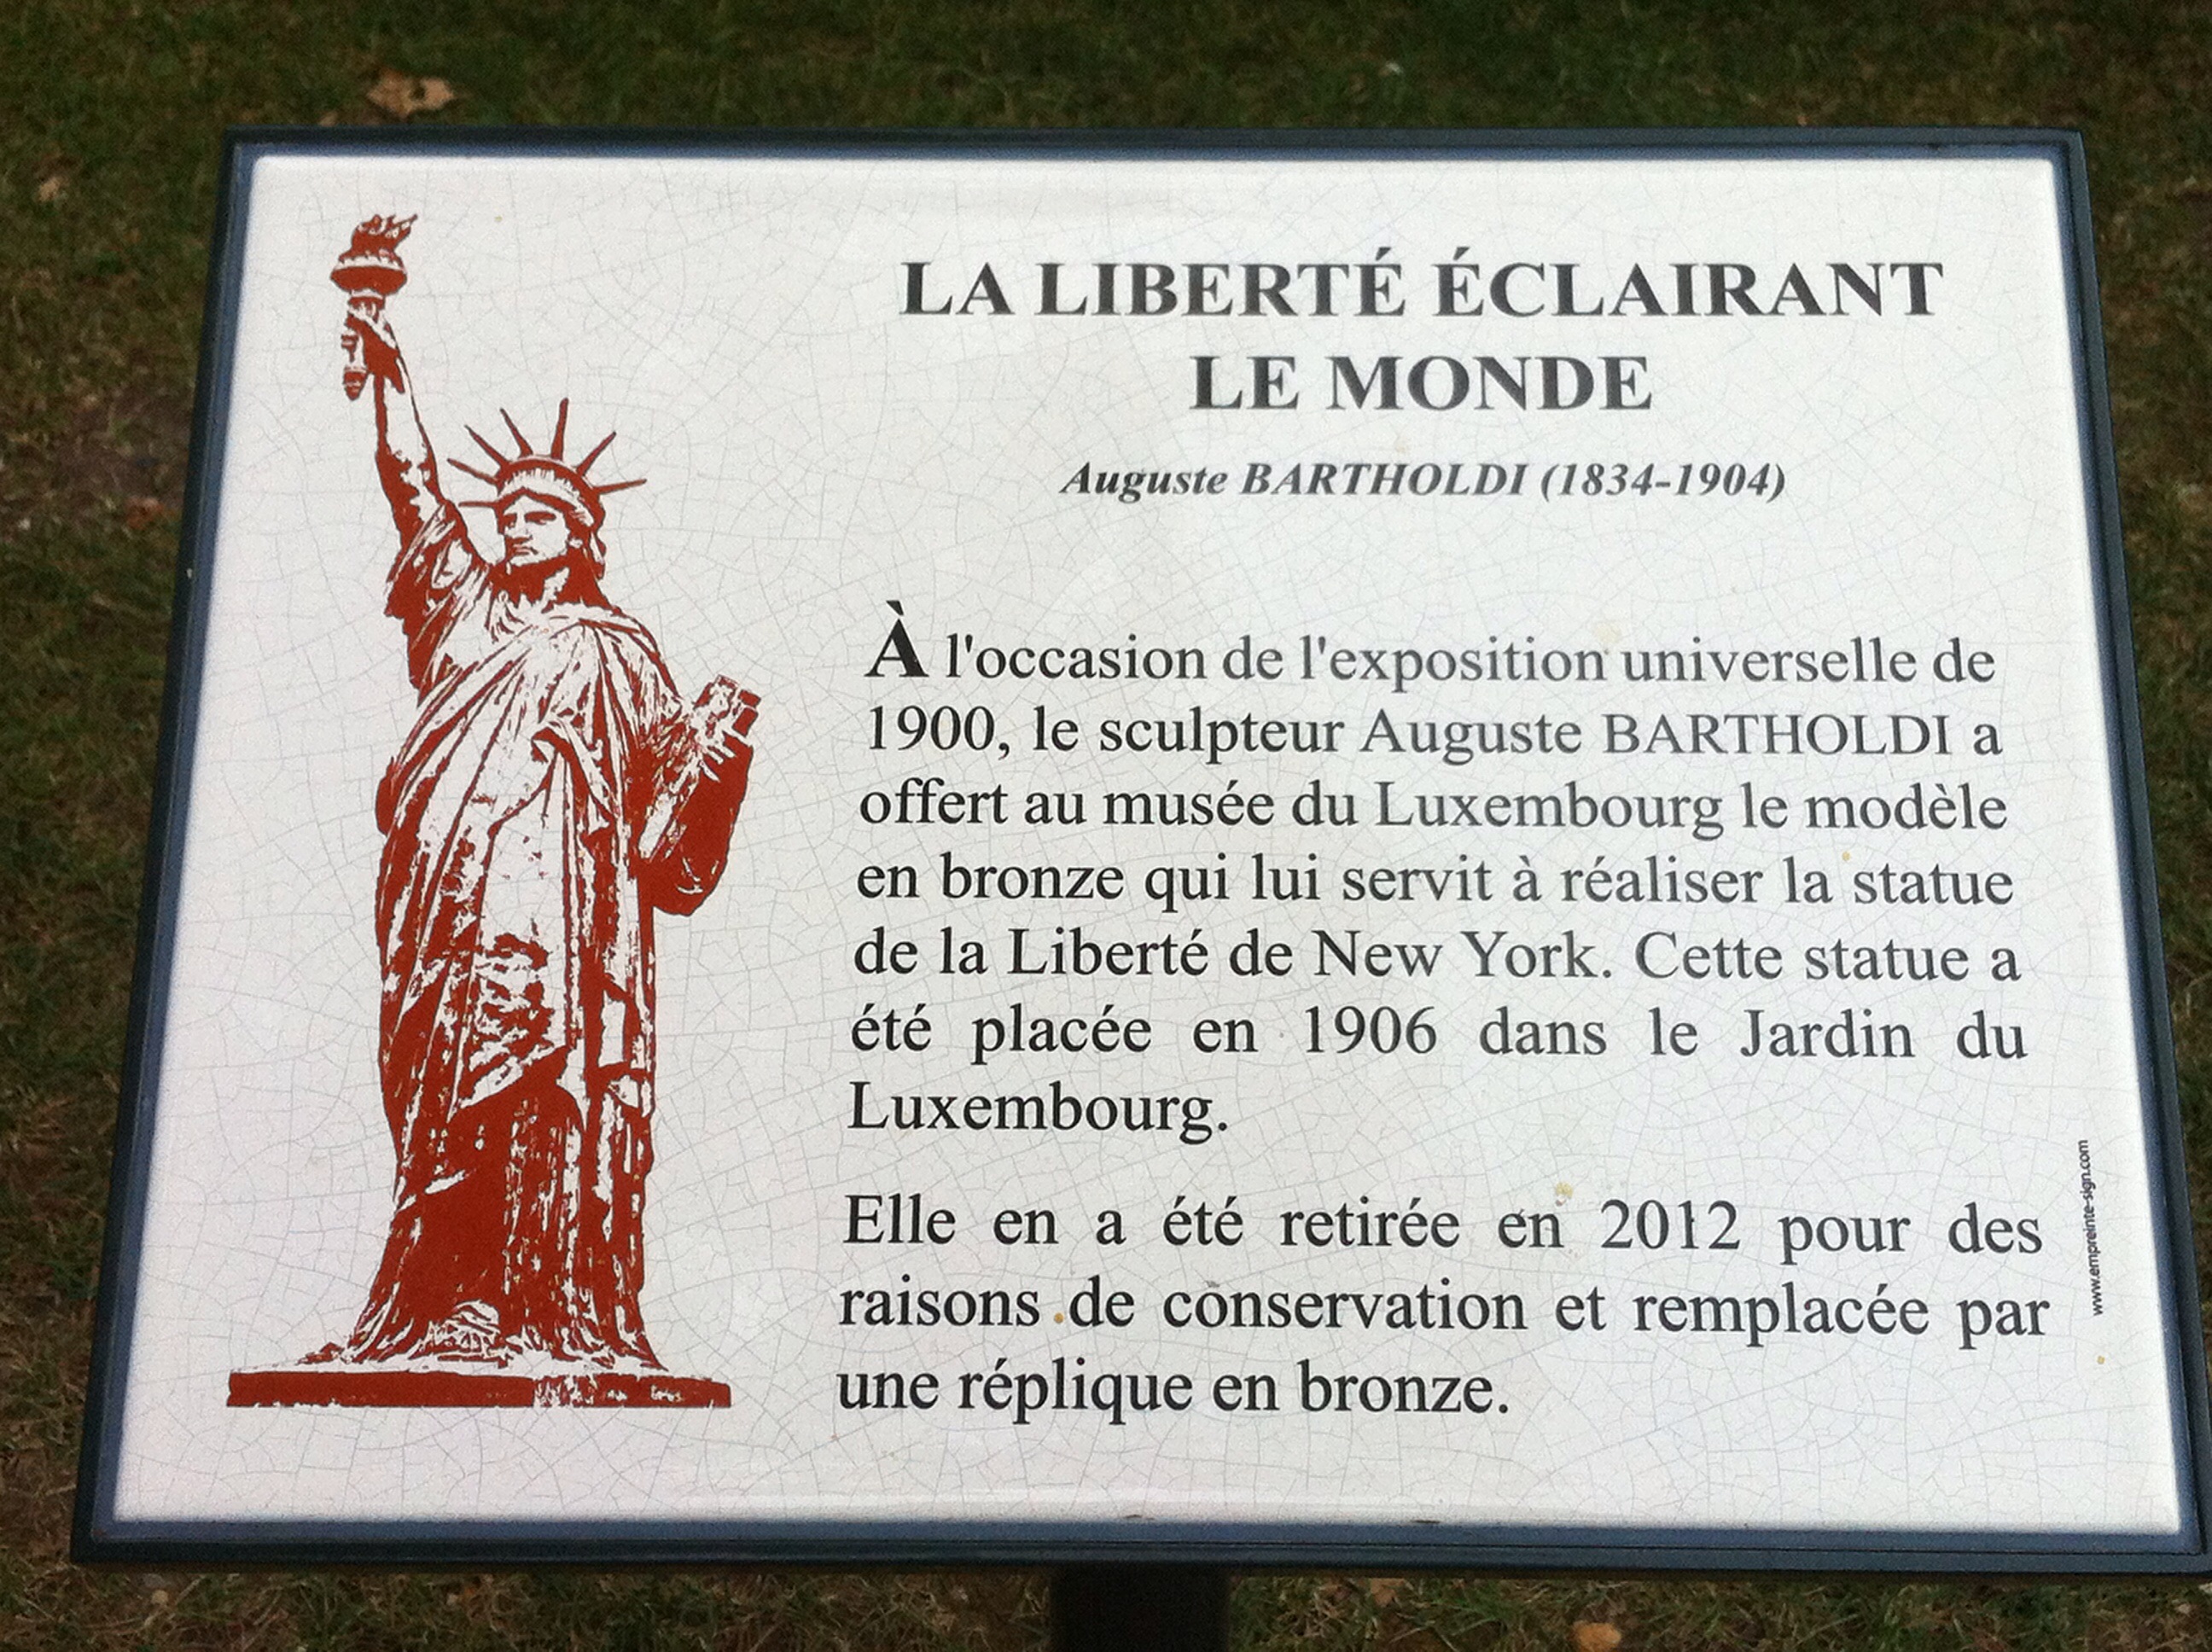 LA LIBERTÉ ÉCLAIRANT
LE MONDE
Auguste BARTHOLDI (1834-1904)
À l'occasion de l'exposition universelle de
1900, le sculpteur Auguste BARTHOLDI a
offert au musée du Luxembourg le modèle
en bronze qui lui servit à réaliser la statue
de la Liberté de New York. Cette statue a
été placée en 1906 dans le Jardin du
Luxembourg.
Elle en a été retirée en 2012 pour des
raisons de conservation et remplacée par
une réplique en bronze.
www.empreinte-sign.com